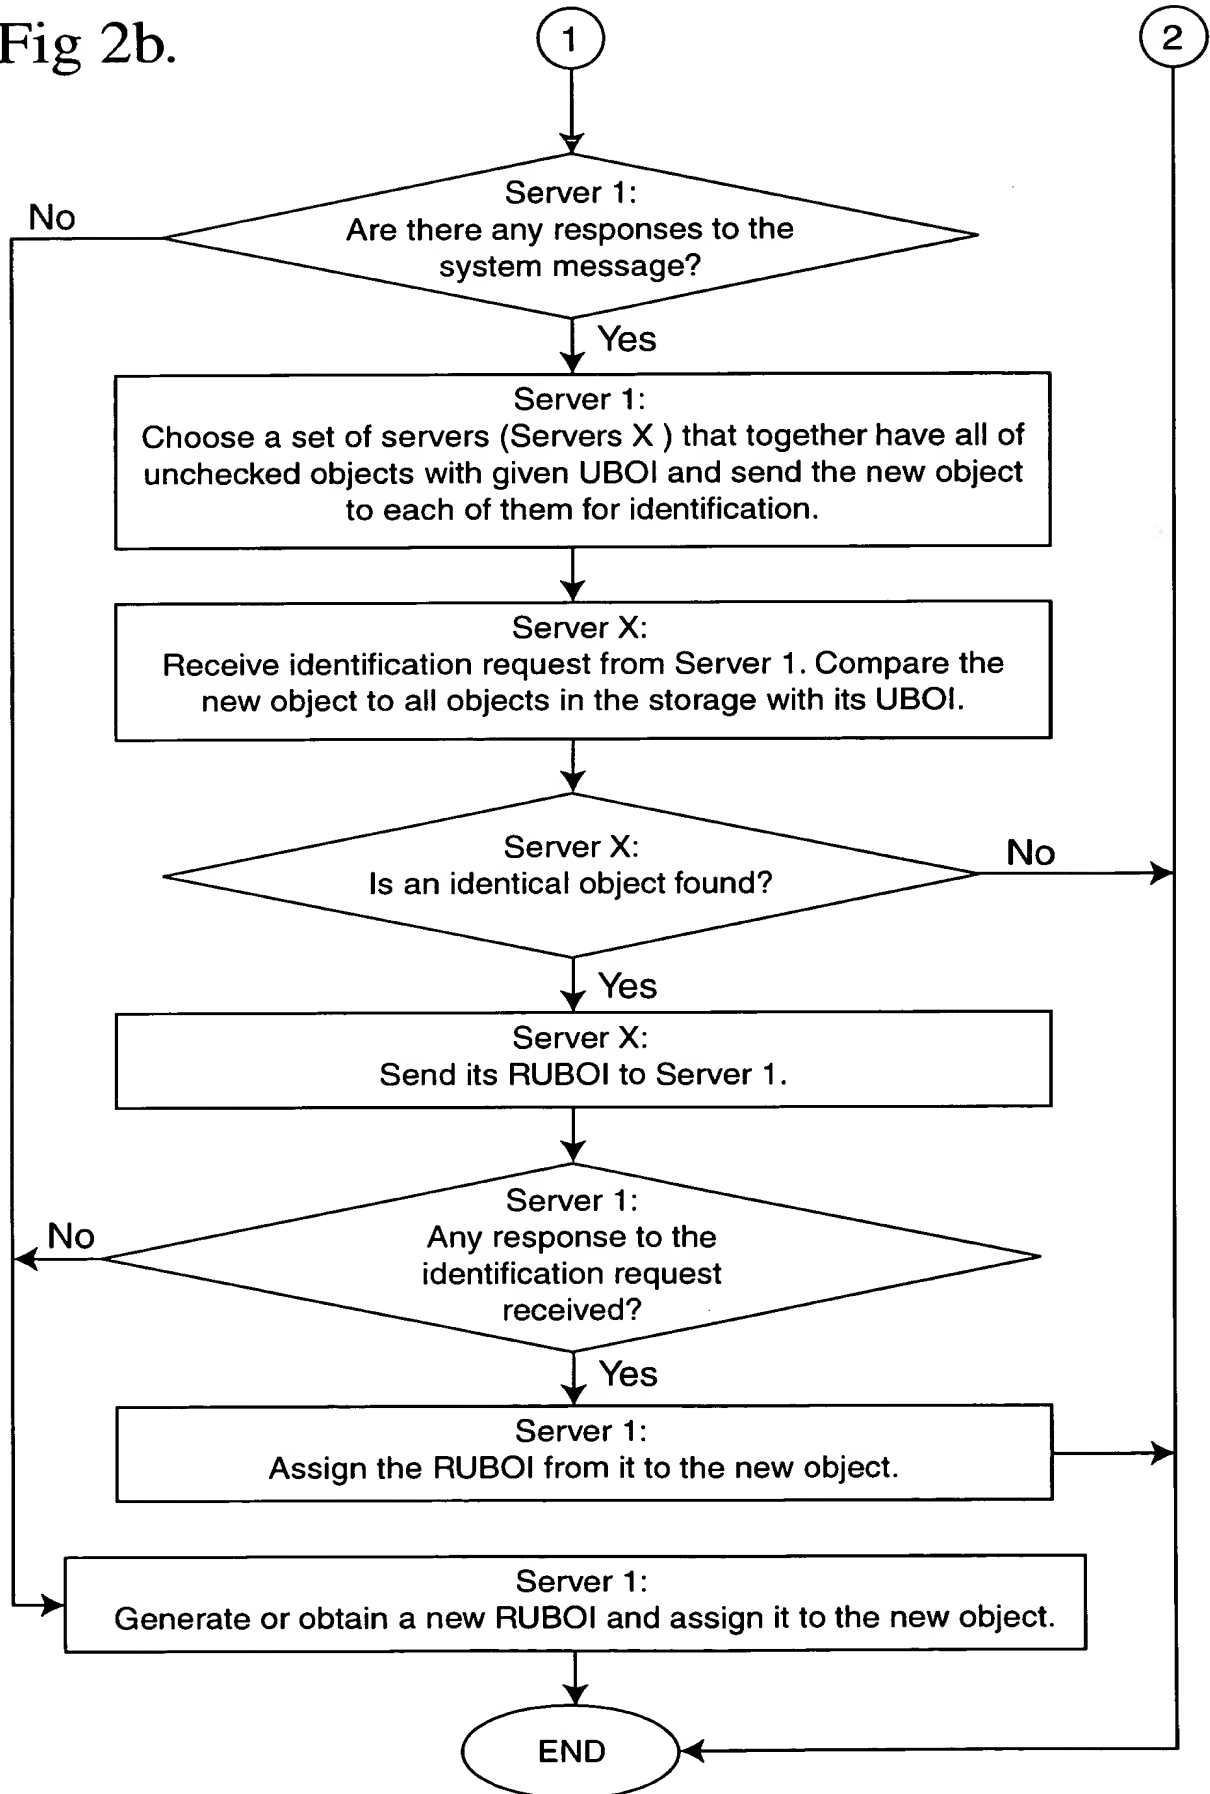 Fig 2b.
1
2
Server 1:
Are there any responses to the
system message?
No
Yes
Server 1:
Choose a set of servers (Servers X ) that together have all of
unchecked objects with given UBOI and send the new object
to each of them for identification.
Server X:
Receive identification request from Server 1. Compare the
new object to all objects in the storage with its UBOI.
Server X:
Is an identical object found?
No
Yes
Server X:
Send its RUBOI to Server 1.
Server 1:
Any response to the
identification request
received?
No
Yes
Server 1:
Assign the RUBOI from it to the new object.
Server 1:
Generate or obtain a new RUBOI and assign it to the new object.
END